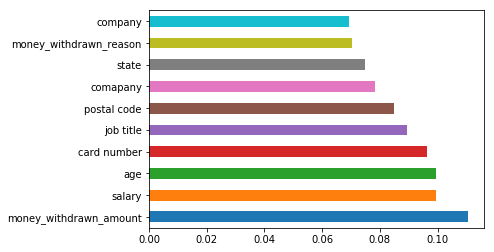 company
money_withdrawn_reason
state
comapany
postal code
job title
card number
age
salary
money_withdrawn_amount
0.00 0.02 0.04 0.06 0.08 0.10